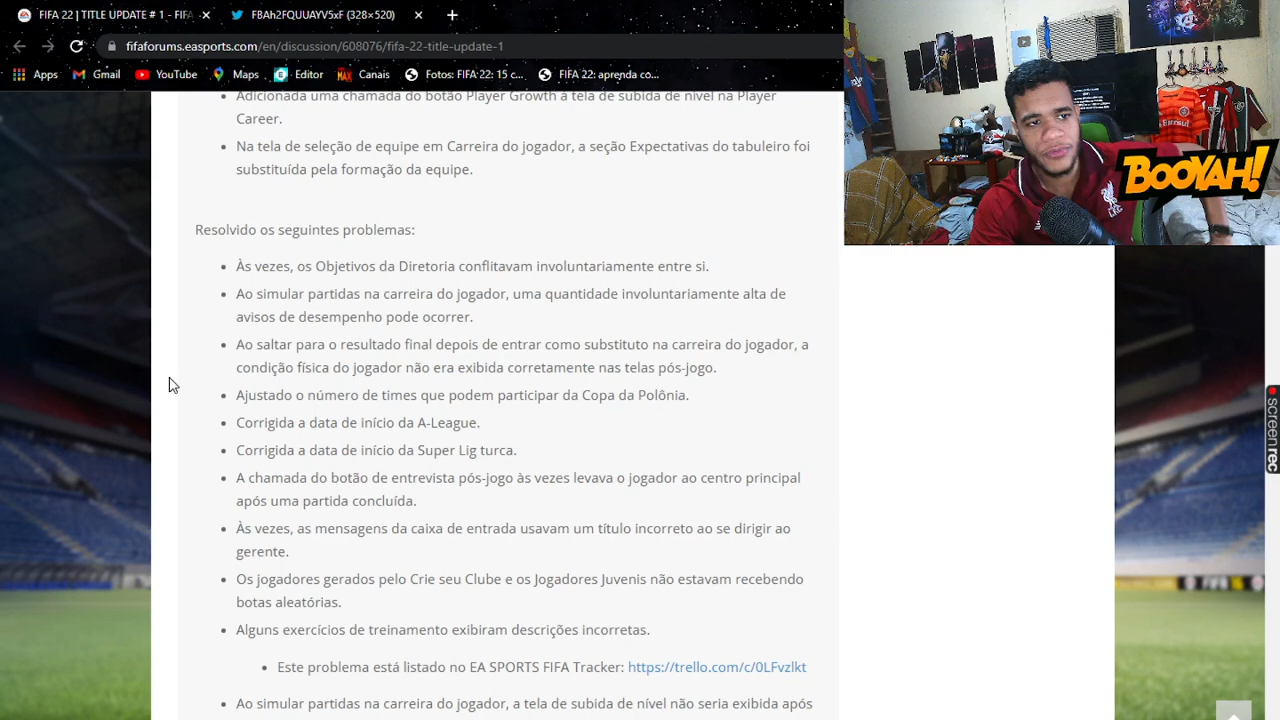 FIFA 22 | TITLE UPDATE # 1 - FIFA
FBAh2FQUUAYV5xF (328×520)
fifaforums.easports.com/en/discussion/608076/fifa-22-title-update-1
Apps
Gmail
YouTube
Maps
Editor
Canais
Fotos: FIFA 22: 15 c...
FIFA 22: aprenda co...
BOOYAH!
Adicionada uma chamada do botão Player Growth à tela de subida de nível na Player
Career.
Na tela de seleção de equipe em Carreira do jogador, a seção Expectativas do tabuleiro foi
substituída pela formação da equipe.
Resolvido os seguintes problemas:
Às vezes, os Objetivos da Diretoria conflitavam involuntariamente entre si.
Ao simular partidas na carreira do jogador, uma quantidade involuntariamente alta de
avisos de desempenho pode ocorrer.
Ao saltar para o resultado final depois de entrar como substituto na carreira do jogador, a
condição física do jogador não era exibida corretamente nas telas pós-jogo.
Ajustado o número de times que podem participar da Copa da Polônia.
Corrigida a data de início da A-League.
Corrigida a data de início da Super Lig turca.
A chamada do botão de entrevista pós-jogo às vezes levava o jogador ao centro principal
após uma partida concluída.
Às vezes, as mensagens da caixa de entrada usavam um título incorreto ao se dirigir ao
gerente.
Os jogadores gerados pelo Crie seu Clube e os Jogadores Juvenis não estavam recebendo
botas aleatórias.
Alguns exercícios de treinamento exibiram descrições incorretas.
Este problema está listado no EA SPORTS FIFA Tracker: https://trello.com/c/0LFvzlkt
Ao simular partidas na carreira do jogador, a tela de subida de nível não seria exibida após
screenrec